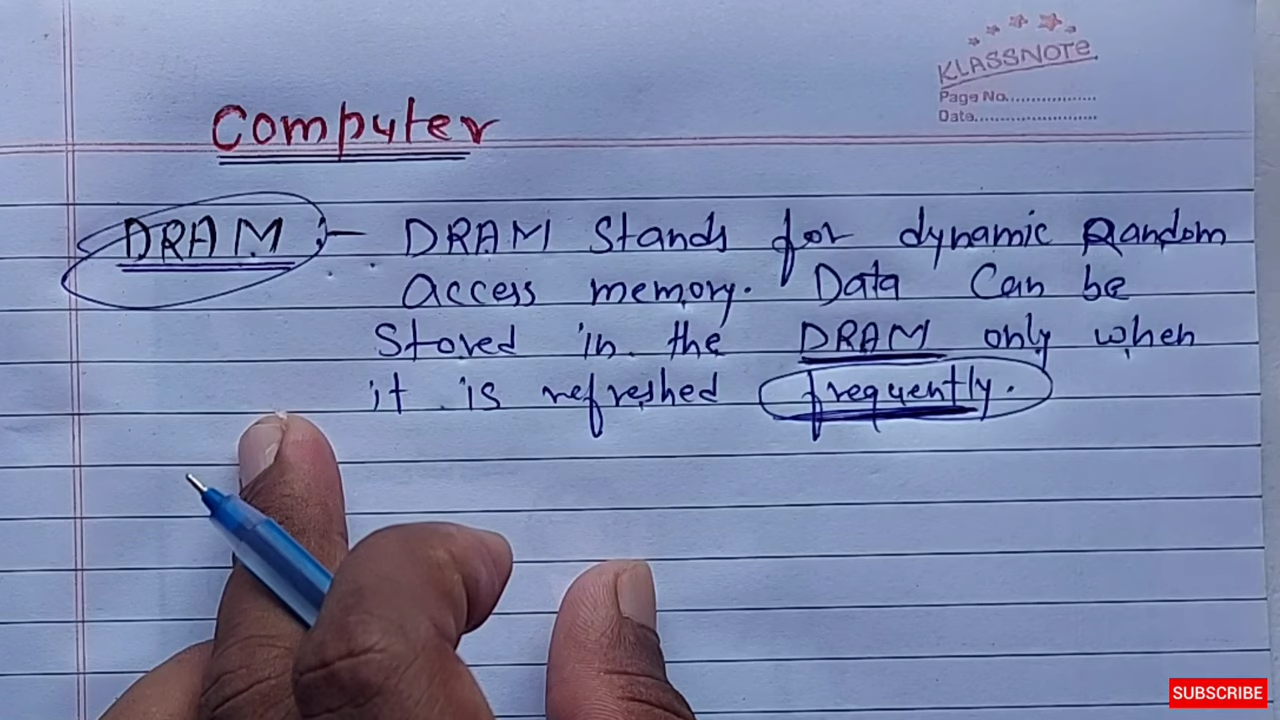 KLASSNOTE
Page No..................
Date..........................
Computer
DRAM :- DRAM Stands for dynamic Random
Access memory. Data Can be
Stored in the DRAM only when
it is refreshed frequently.
SUBSCRIBE